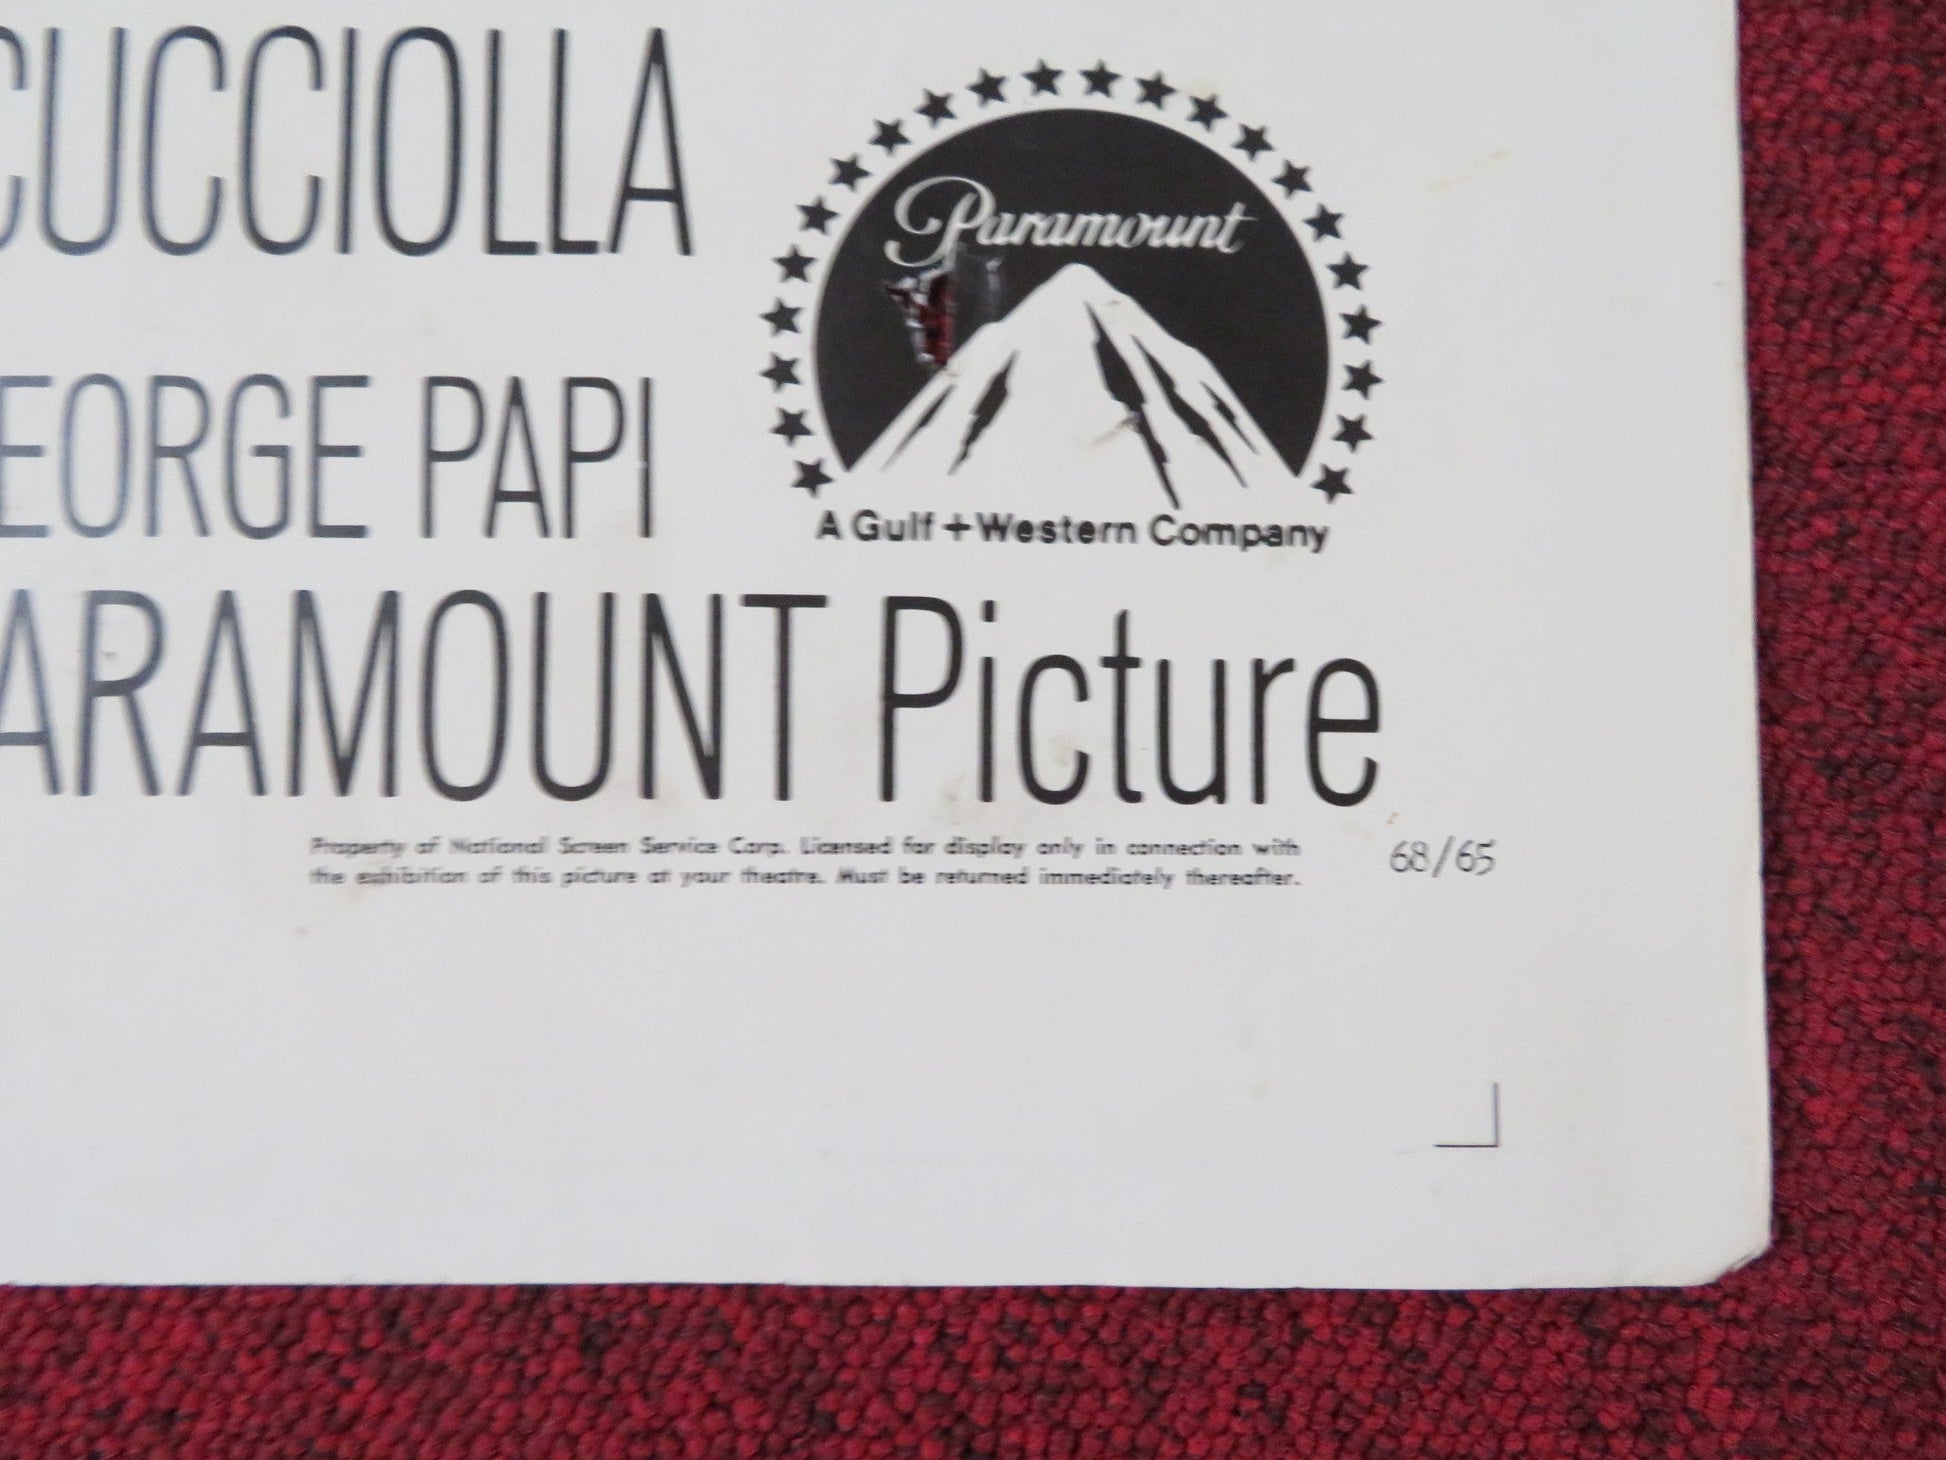 CUCCIOLLA
Paramount
EORGE PAPI
A Gulf + Western Company
ARAMOUNT Picture
Property of National Screen Service Corp. Licensed for display only in connection with
the exhibition of this picture at your theatre. Must be returned immediately thereafter.
68/65